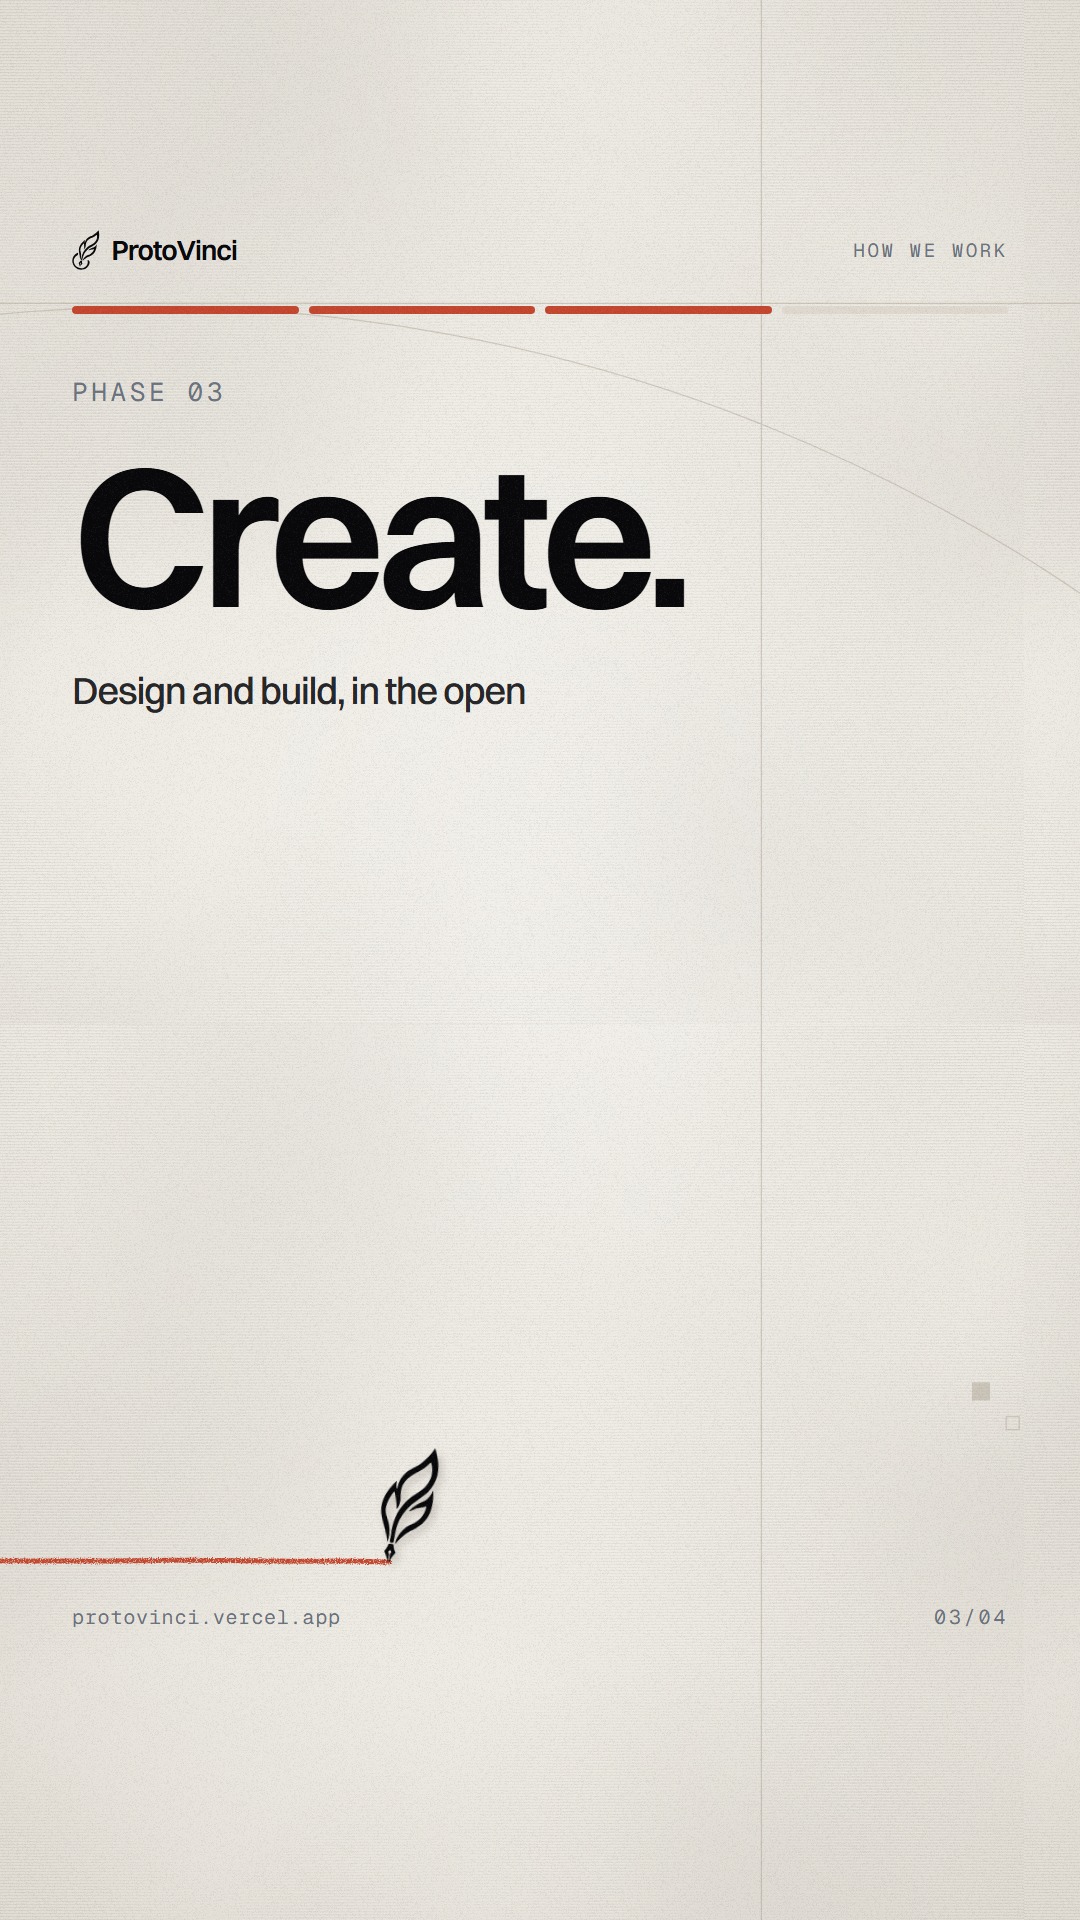 ProtoVinci
HOW WE WORK
PHASE 03
Create.
Design and build, in the open
protovinci.vercel.app
03/04